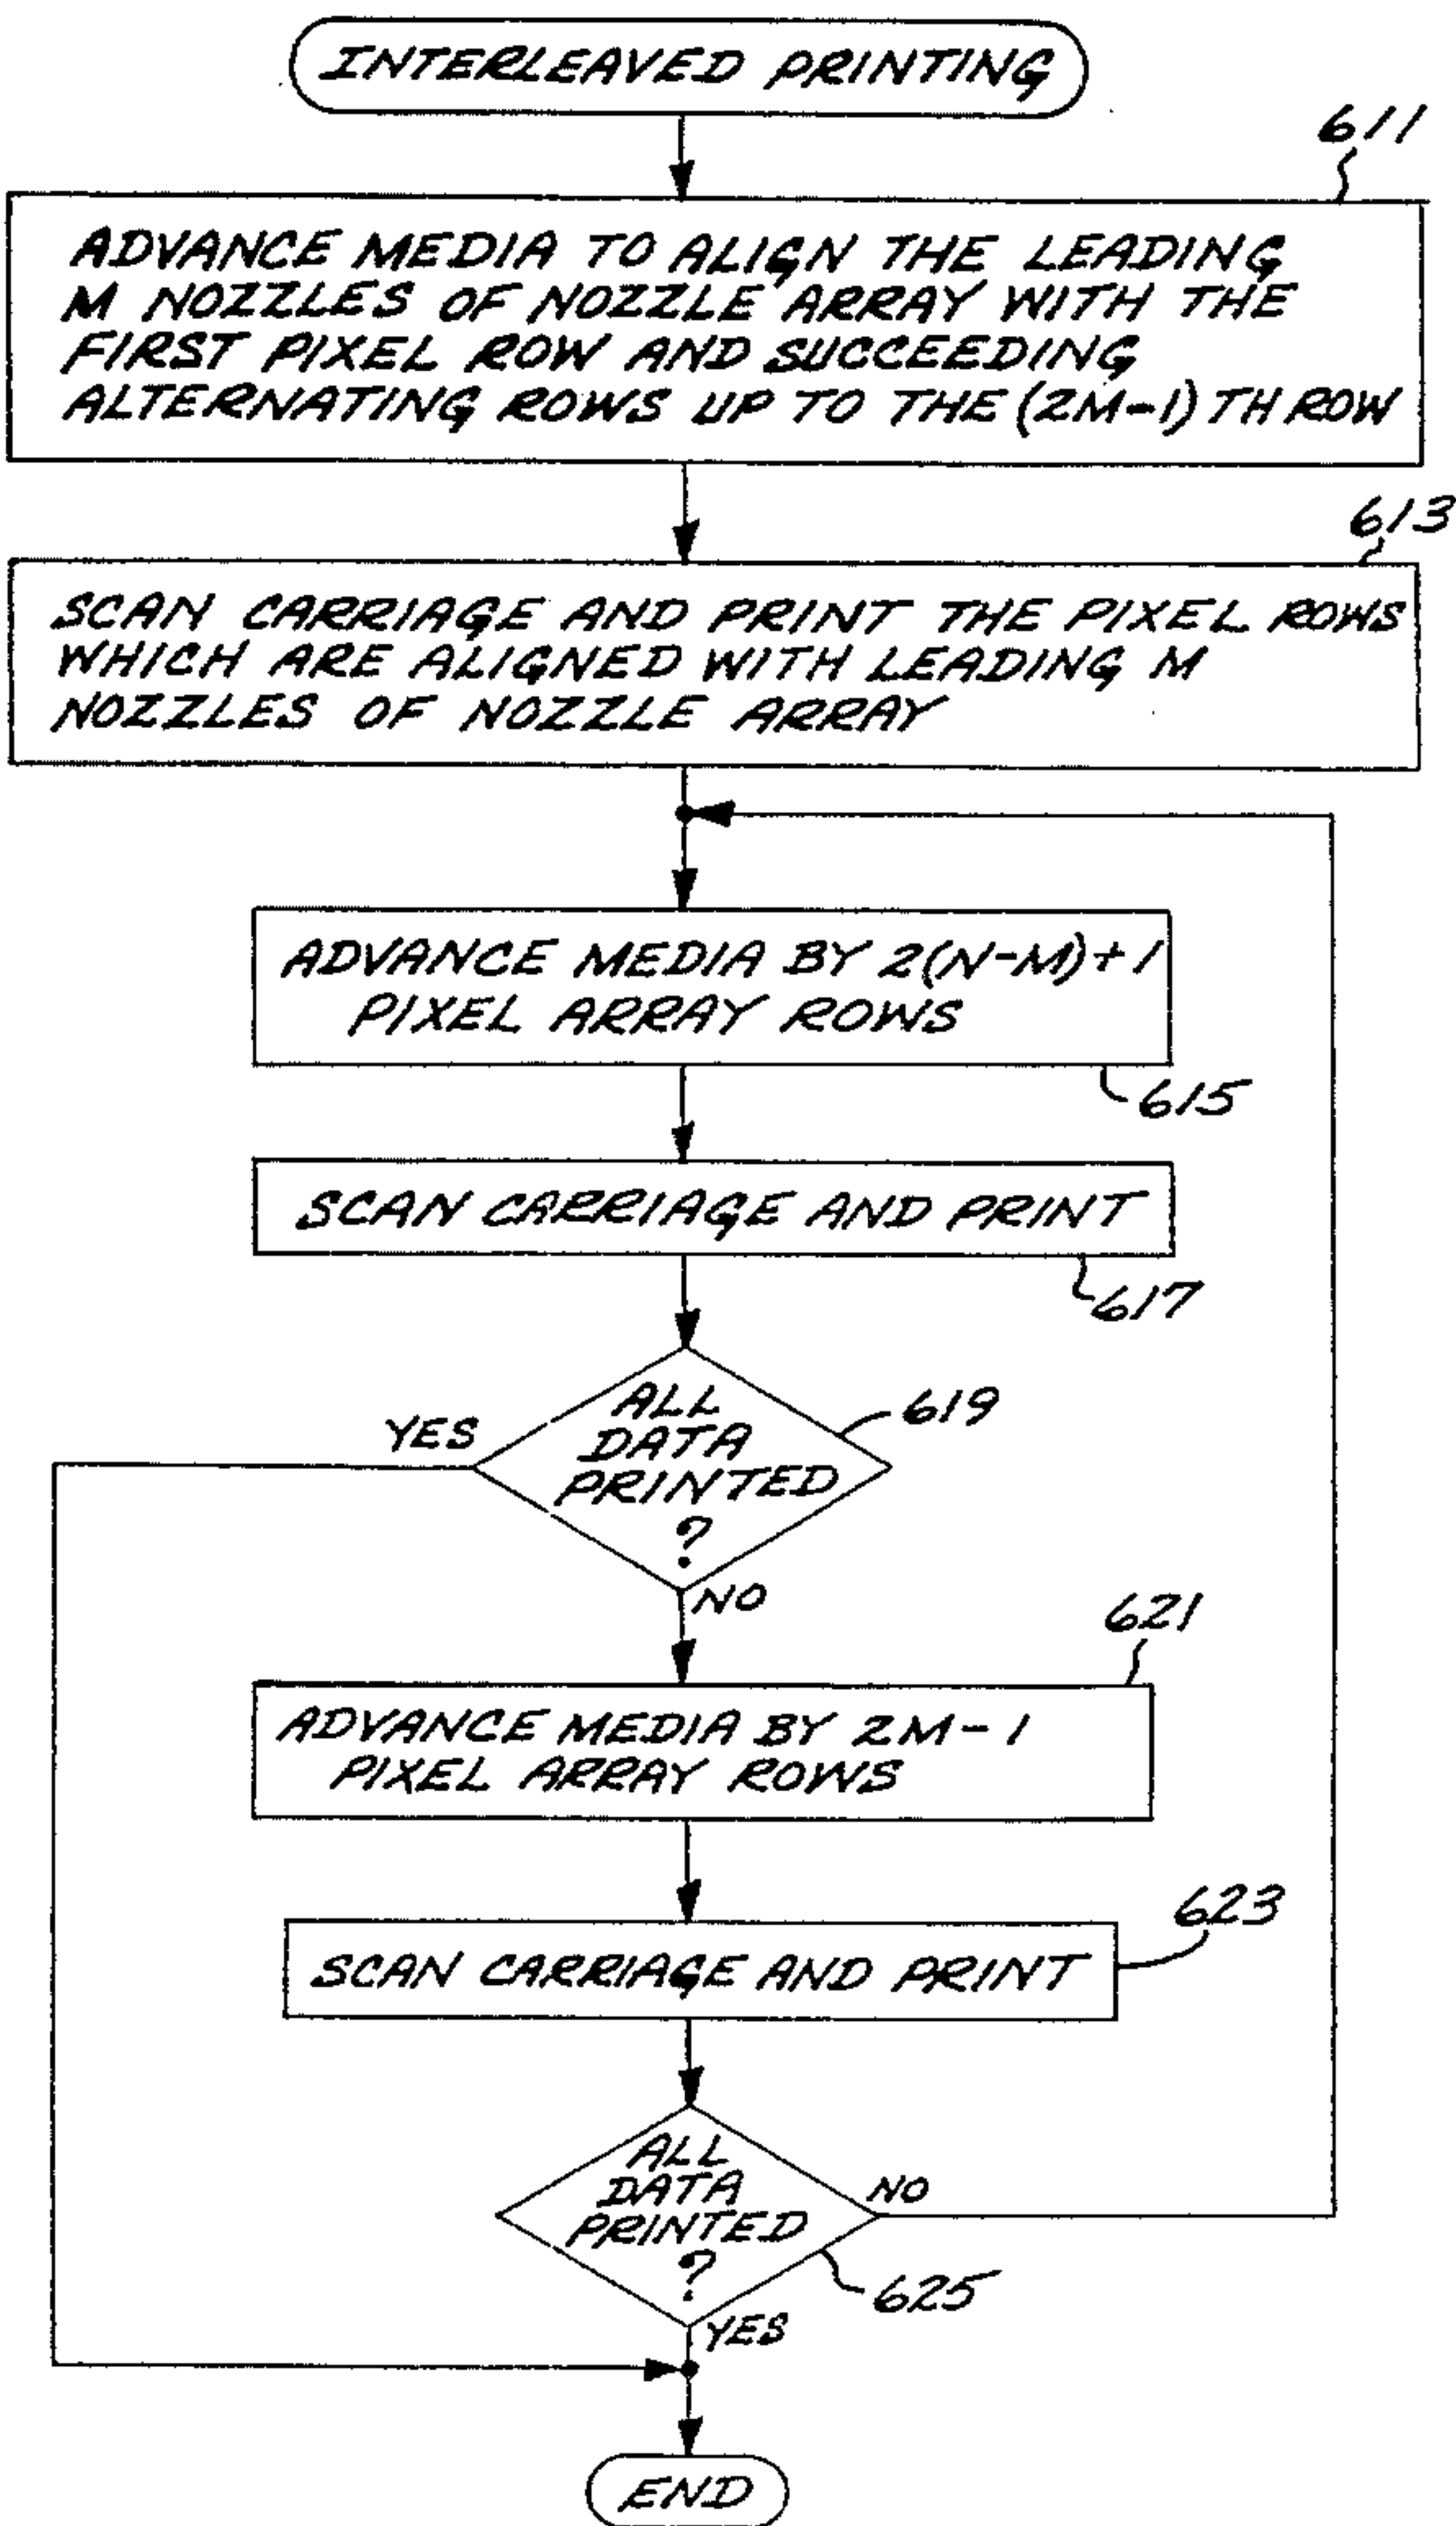 INTERLEAVED PRINTING
611
ADVANCE MEDIA TO ALIGN THE LEADING
M NOZZLES OF NOZZLE ARRAY WITH THE
FIRST PIXEL ROW AND SUCCEEDING
ALTERNATING ROWS UP TO THE (2M-1) TH ROW
613
SCAN CARRIAGE AND PRINT THE PIXEL ROWS
WHICH ARE ALIGNED WITH LEADING M
NOZZLES OF NOZZLE ARRAY
ADVANCE MEDIA BY 2(N-M)+1
PIXEL ARRAY ROWS
615
SCAN CARRIAGE AND PRINT
617
ALL
DATA
PRINTED
?
619
YES
NO
621
ADVANCE MEDIA BY 2M-1
PIXEL ARRAY ROWS
623
SCAN CARRIAGE AND PRINT
ALL
DATA
PRINTED
?
NO
625
YES
END